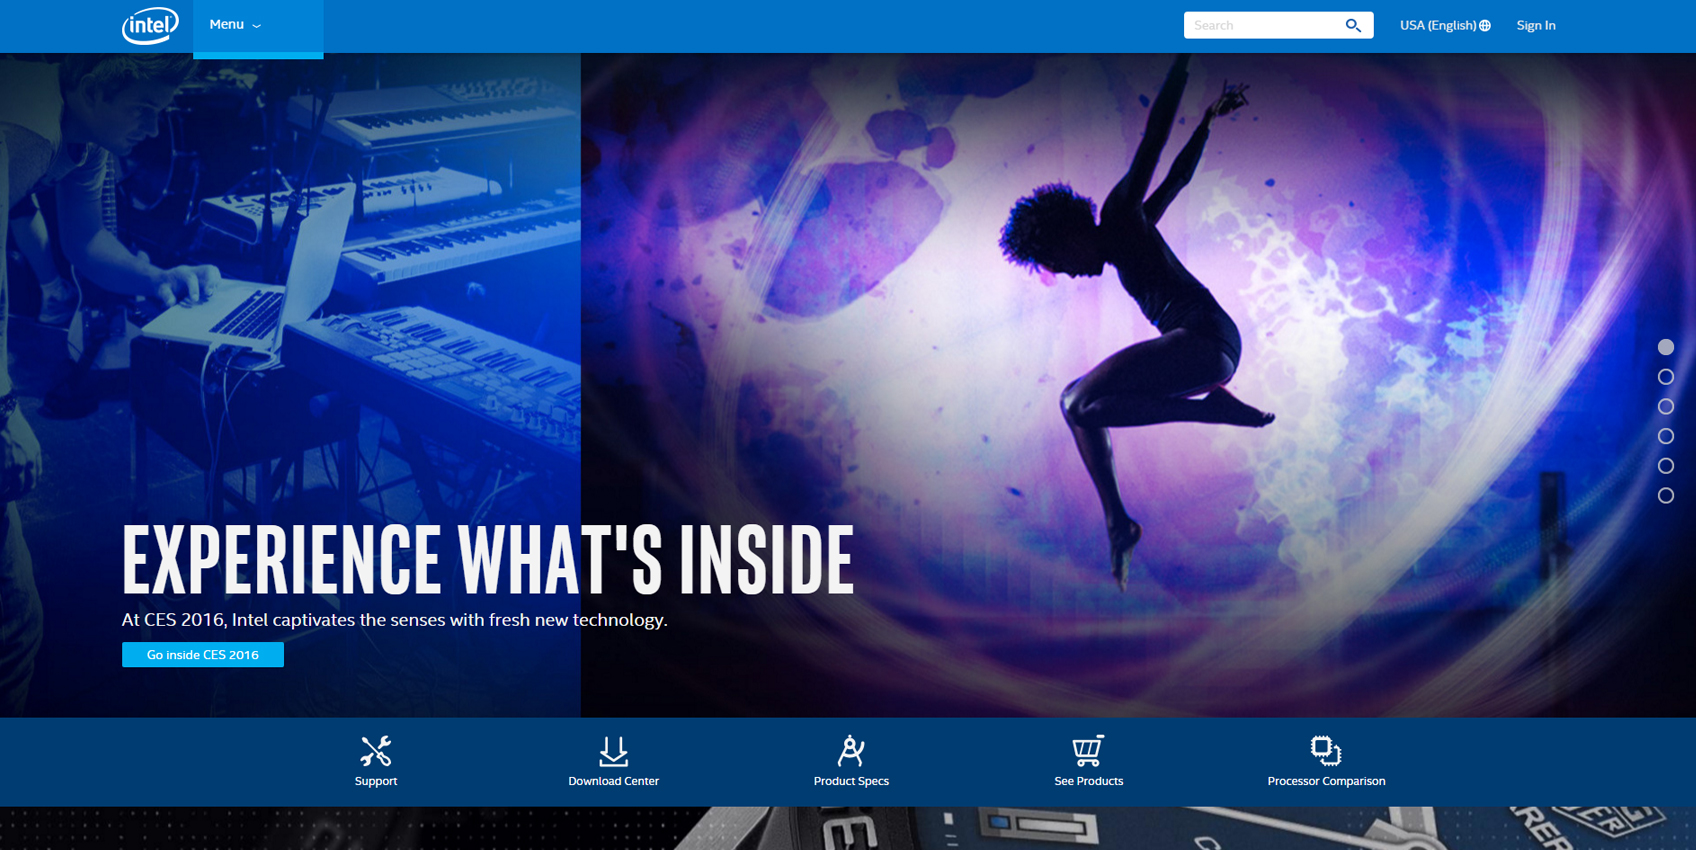 intel
Menu
Search
USA (English)
Sign In
EXPERIENCE WHAT'S INSIDE
At CES 2016, Intel captivates the senses with fresh new technology.
Go inside CES 2016
Support
Download Center
Product Specs
See Products
Processor Comparison